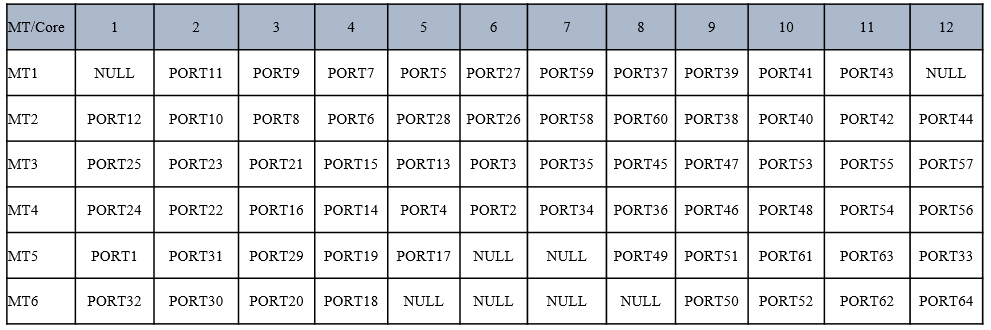 MT/Core 1 2 3 4 5 6 7 8 9 10 11 12
MT1 NULL PORT11 PORT9 PORT7 PORT5 PORT27 PORT59 PORT37 PORT39 PORT41 PORT43 NULL
MT2 PORT12 PORT10 PORT8 PORT6 PORT28 PORT26 PORT58 PORT60 PORT38 PORT40 PORT42 PORT44
MT3 PORT25 PORT23 PORT21 PORT15 PORT13 PORT3 PORT35 PORT45 PORT47 PORT53 PORT55 PORT57
MT4 PORT24 PORT22 PORT16 PORT14 PORT4 PORT2 PORT34 PORT36 PORT46 PORT48 PORT54 PORT56
MT5 PORT1 PORT31 PORT29 PORT19 PORT17 NULL NULL PORT49 PORT51 PORT61 PORT63 PORT33
MT6 PORT32 PORT30 PORT20 PORT18 NULL NULL NULL NULL PORT50 PORT52 PORT62 PORT64